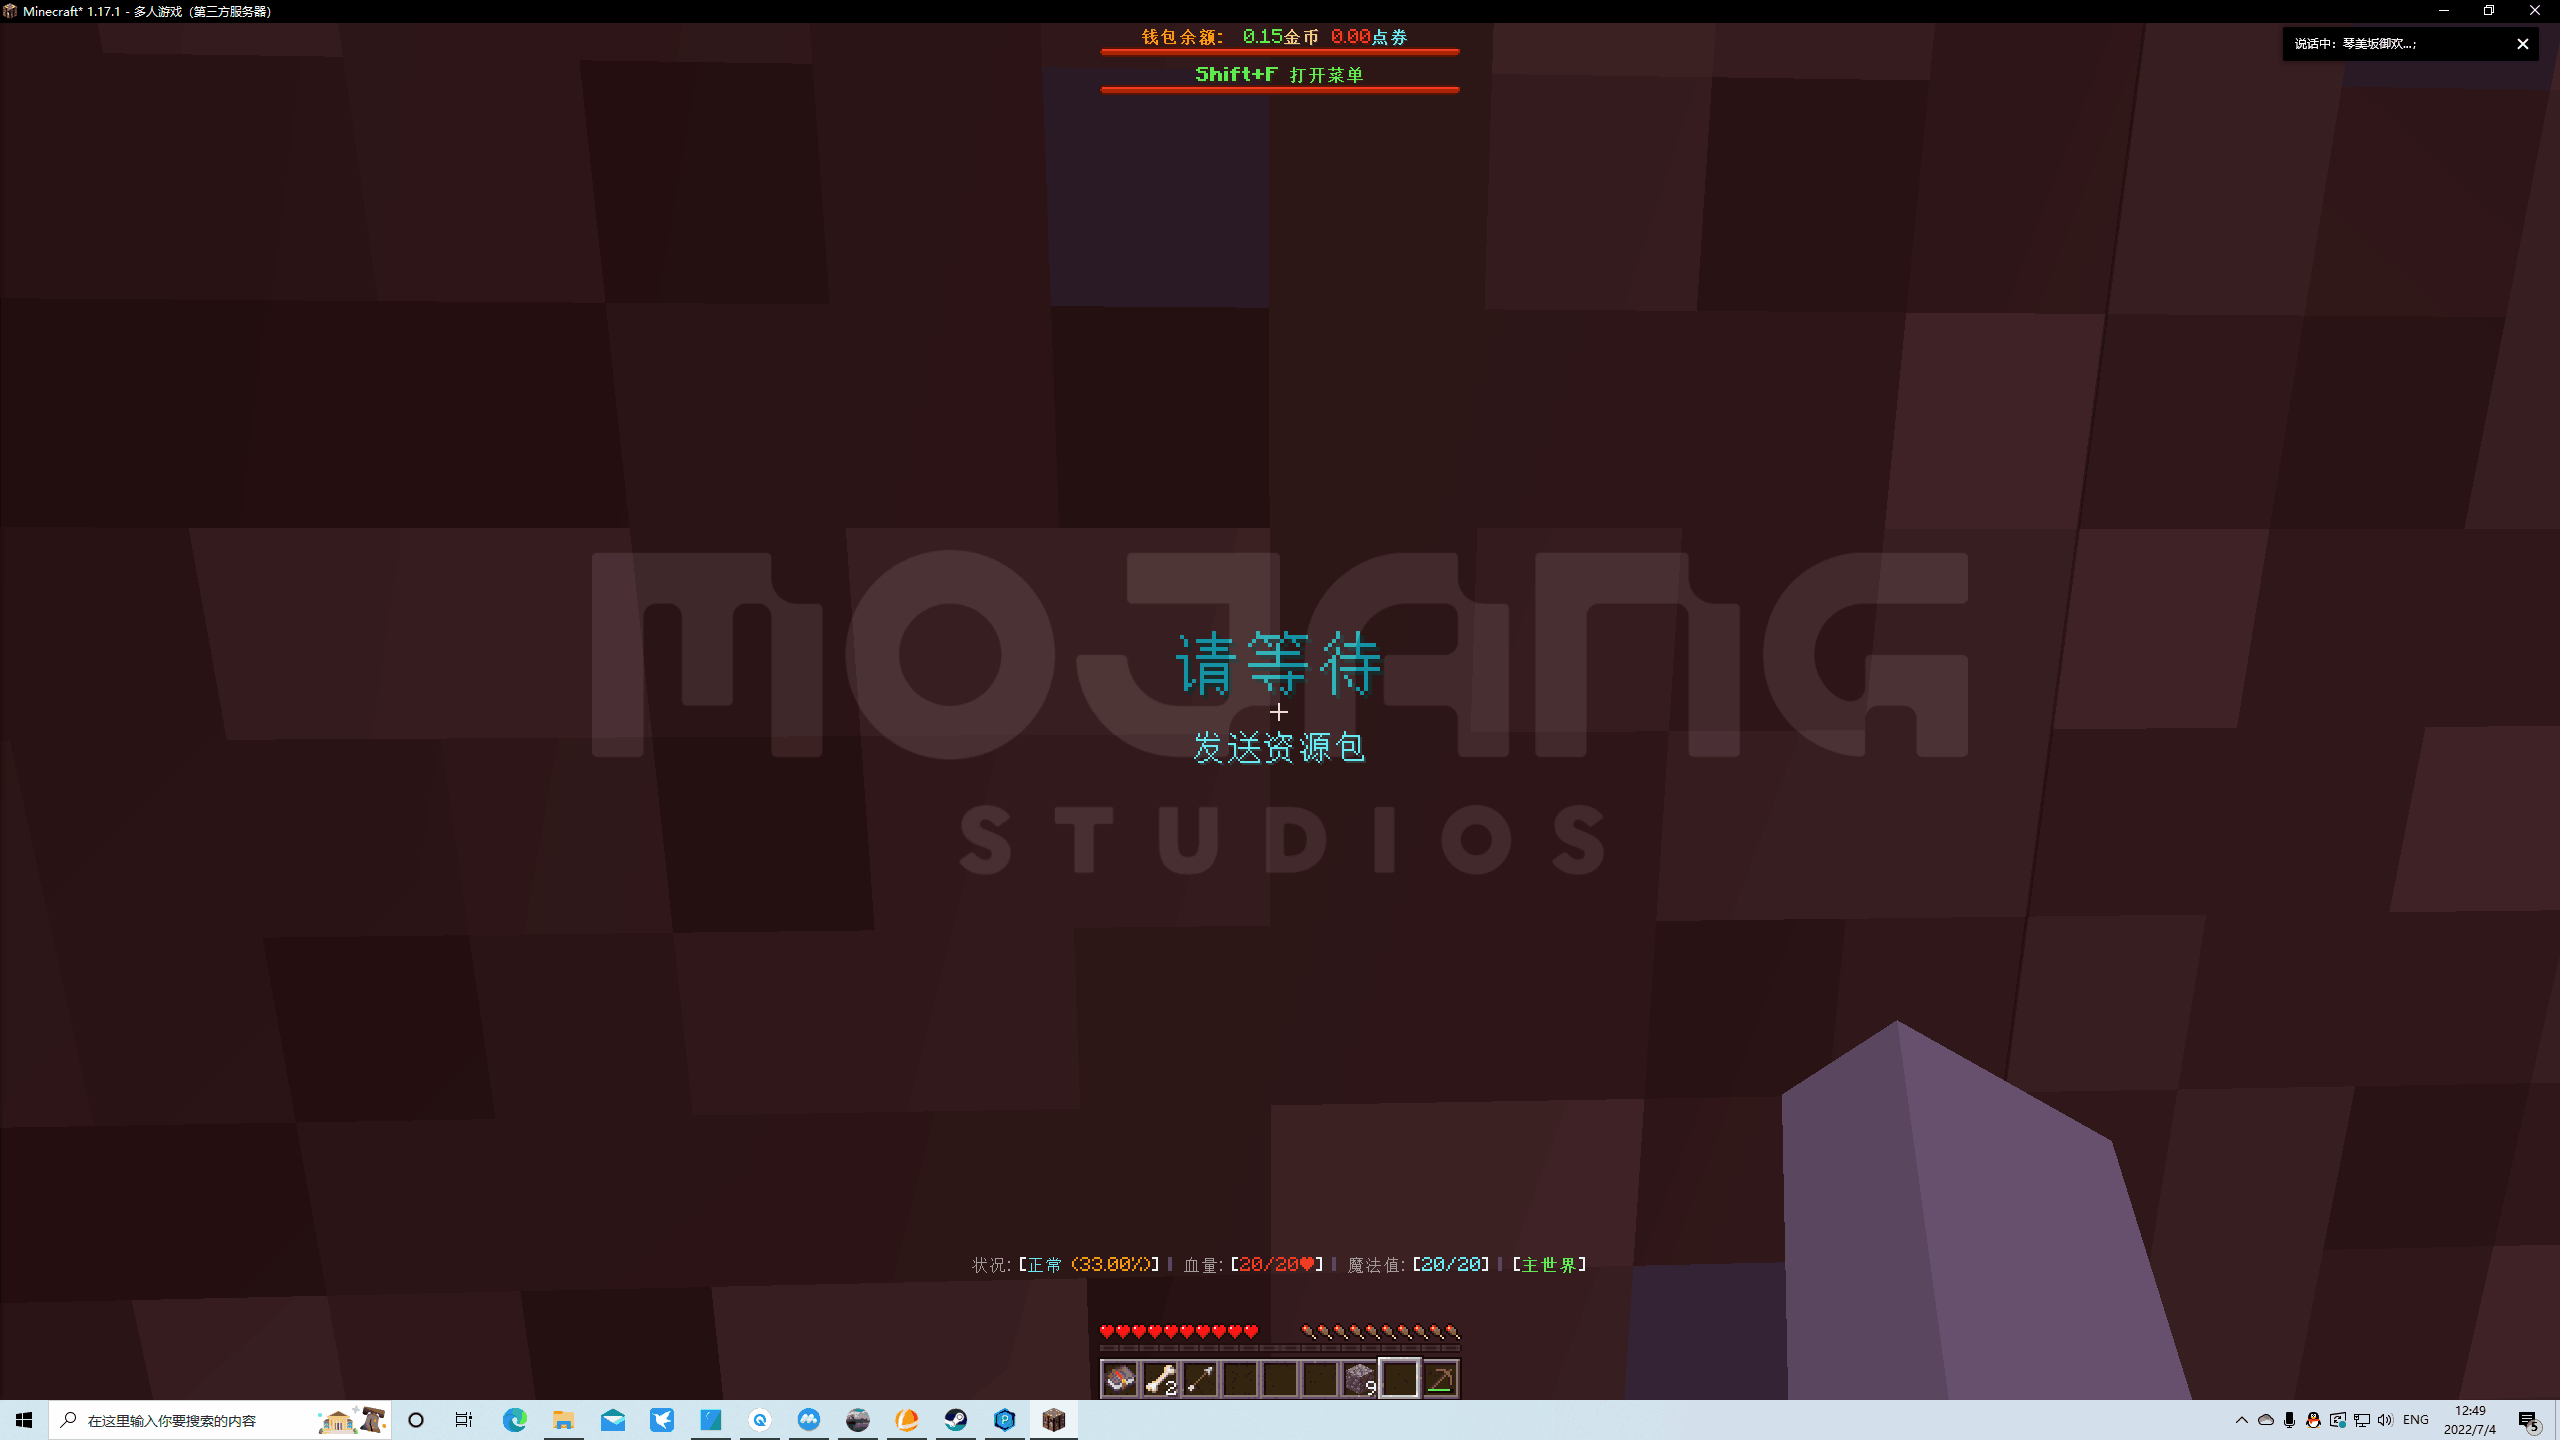 Minecraft* 1.17.1 - 多人游戏（第三方服务器）
钱包余额： 0.15金币 0.00点券
说话中：琴美坂御欢...;
Shift+F 打开菜单
MOJANG
请等待
发送资源包
STUDIOS
状况: [正常 (33.00%)] | 血量: [20/20❤] | 魔法值: [20/20] | [主世界]
2
9
在这里输入你要搜索的内容
ENG
12:49
2022/7/4
5